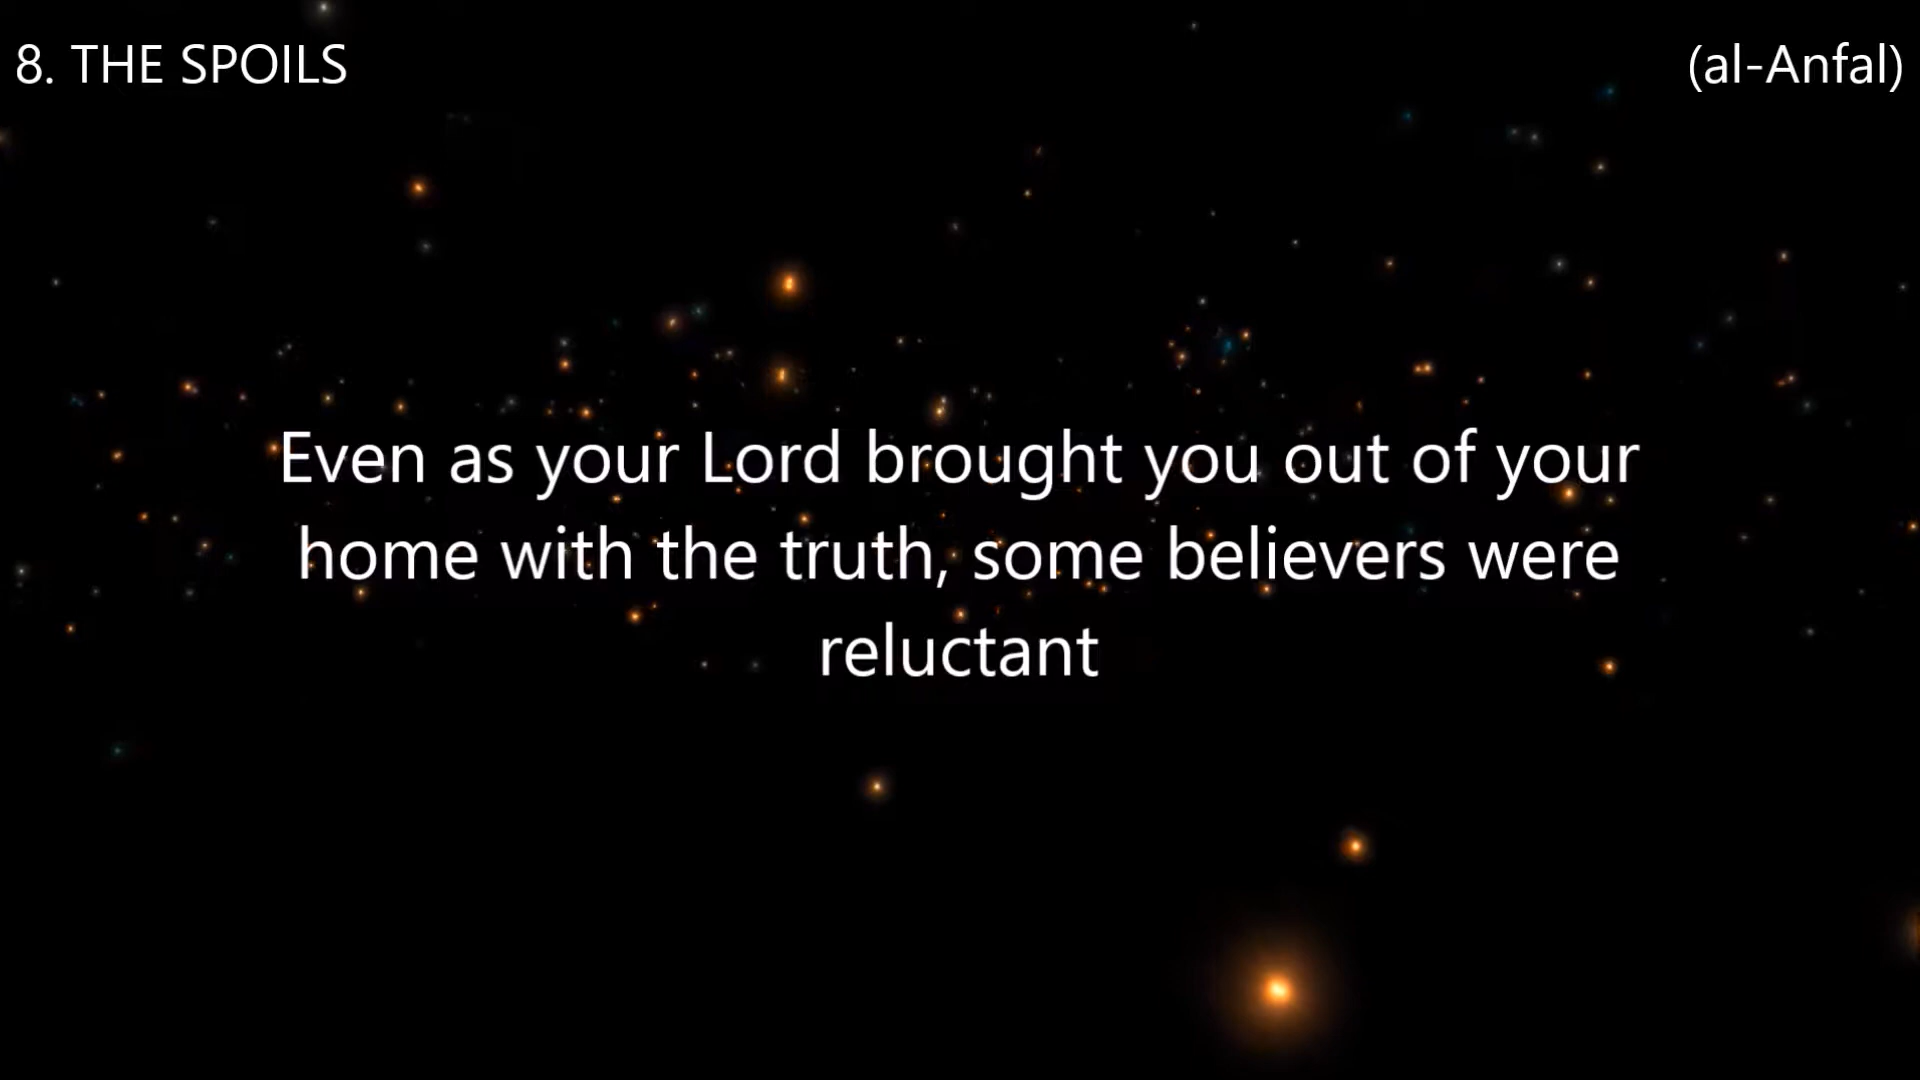 8. THE SPOILS
(al-Anfal)
Even as your Lord brought you out of your
home with the truth, some believers were
reluctant